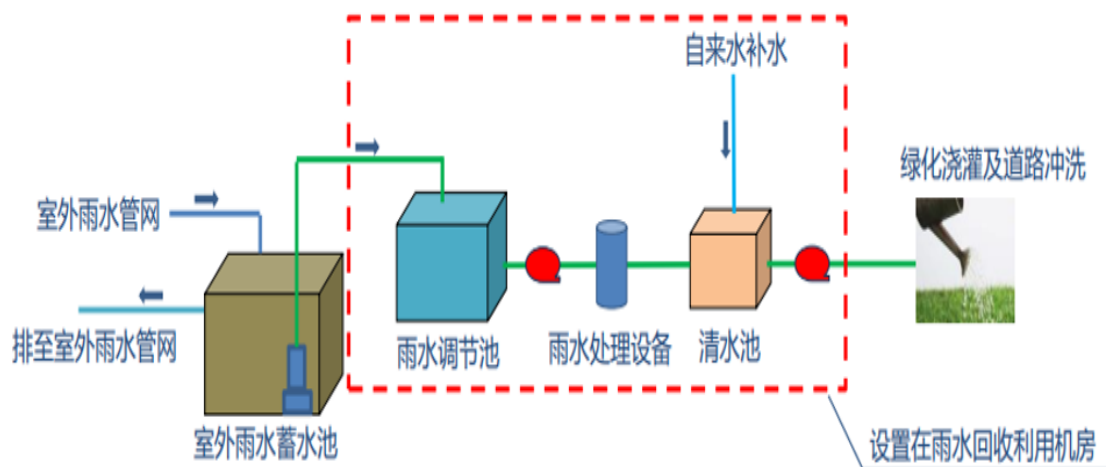 自来水补水
绿化浇灌及道路冲洗
室外雨水管网
排至室外雨水管网
雨水调节池
雨水处理设备
清水池
室外雨水蓄水池
设置在雨水回收利用机房